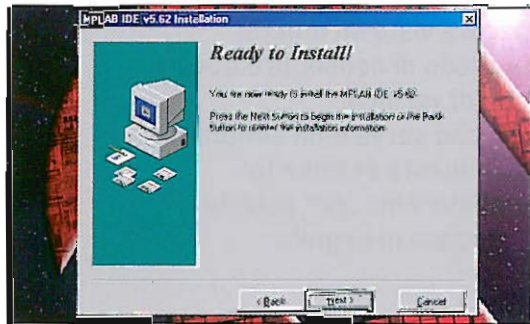 MPLAB IDE v5.62 Installation
Ready to Install!
You are now ready to install the MPLAB IDE v5.62.
Press the Next button to begin the installation or the Back
button to reenter the installation information.
< Back
Next >
Cancel